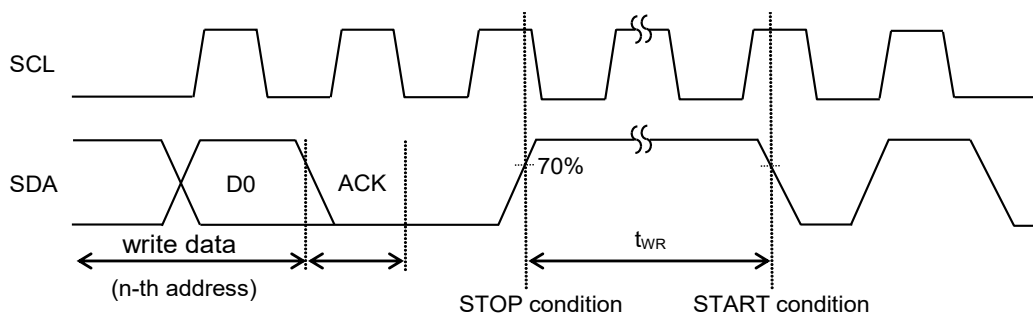 SCL
SDA
D0
ACK
70%
write data
(n-th address)
tWR
STOP condition
START condition